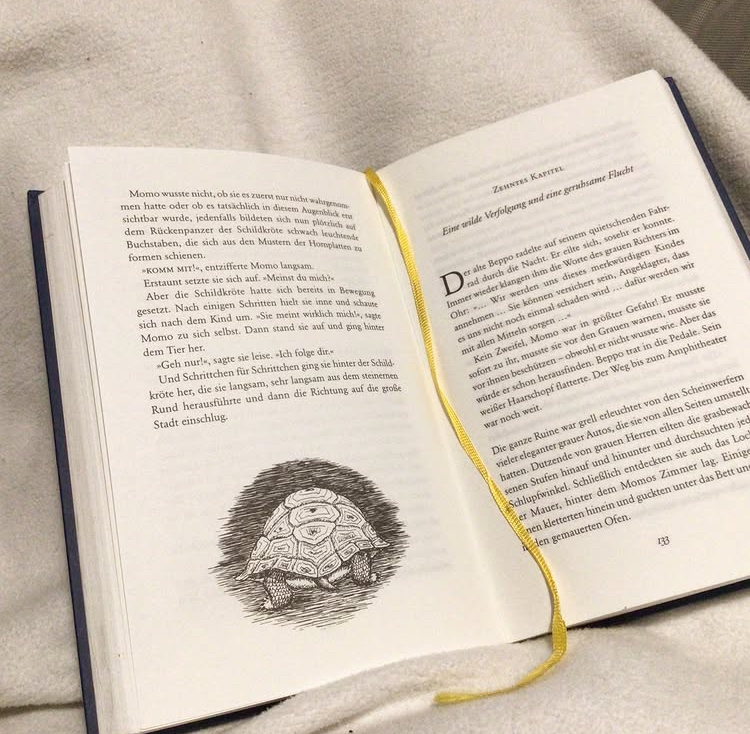 Momo wusste nicht, ob sie es zuerst nur nicht wahrgenom-
men hatte oder ob es tatsächlich in diesem Augenblick erst
sichtbar wurde, jedenfalls bildeten sich nun plötzlich auf
dem Rückenpanzer der Schildkröte schwach leuchtende
Buchstaben, die sich aus den Mustern der Hornplatten zu
formen schienen.
»KOMM MIT!«, entzifferte Momo langsam.
Erstaunt setzte sie sich auf. »Meinst du mich?«
Aber die Schildkröte hatte sich bereits in Bewegung
gesetzt. Nach einigen Schritten hielt sie inne und schaute
sich nach dem Kind um. »Sie meint wirklich mich!«, sagte
Momo zu sich selbst. Dann stand sie auf und ging hinter
dem Tier her.
»Geh nur!«, sagte sie leise. »Ich folge dir.«
Und Schrittchen für Schrittchen ging sie hinter der Schild-
kröte her, die sie langsam, sehr langsam aus dem steinernen
Rund herausführte und dann die Richtung auf die große
Stadt einschlug.
ZEHNTES KAPITEL
Eine wilde Verfolgung und eine geruhsame Flucht
Der alte Beppo radelte auf seinem quietschenden Fahr-
rad durch die Nacht. Er eilte sich, sosehr er konnte.
Immer wieder klangen ihm die Worte des grauen Richters im
Ohr: »... Wir werden uns dieses merkwürdigen Kindes
annehmen ... Sie können versichert sein, Angeklagter, dass
es uns nicht noch einmal schaden wird ... dafür werden wir
mit allen Mitteln sorgen ...«
Kein Zweifel, Momo war in größter Gefahr! Er musste
sofort zu ihr, musste sie vor den Grauen warnen, musste sie
vor ihnen beschützen – obwohl er nicht wusste wie. Aber das
würde er schon herausfinden. Beppo trat in die Pedale. Sein
weißer Haarschopf flatterte. Der Weg bis zum Amphitheater
war noch weit.
Die ganze Ruine war grell erleuchtet von den Scheinwerfern
vieler eleganter grauer Autos, die sie von allen Seiten umstell
hatten. Dutzende von grauen Herren eilten die grasbewach
senen Stufen hinauf und hinunter und durchsuchten jed
Schlupfwinkel. Schließlich entdeckten sie auch das Loc
er Mauer, hinter dem Momos Zimmer lag. Einige
nen kletterten hinein und guckten unter das Bett un
den gemauerten Ofen.
133